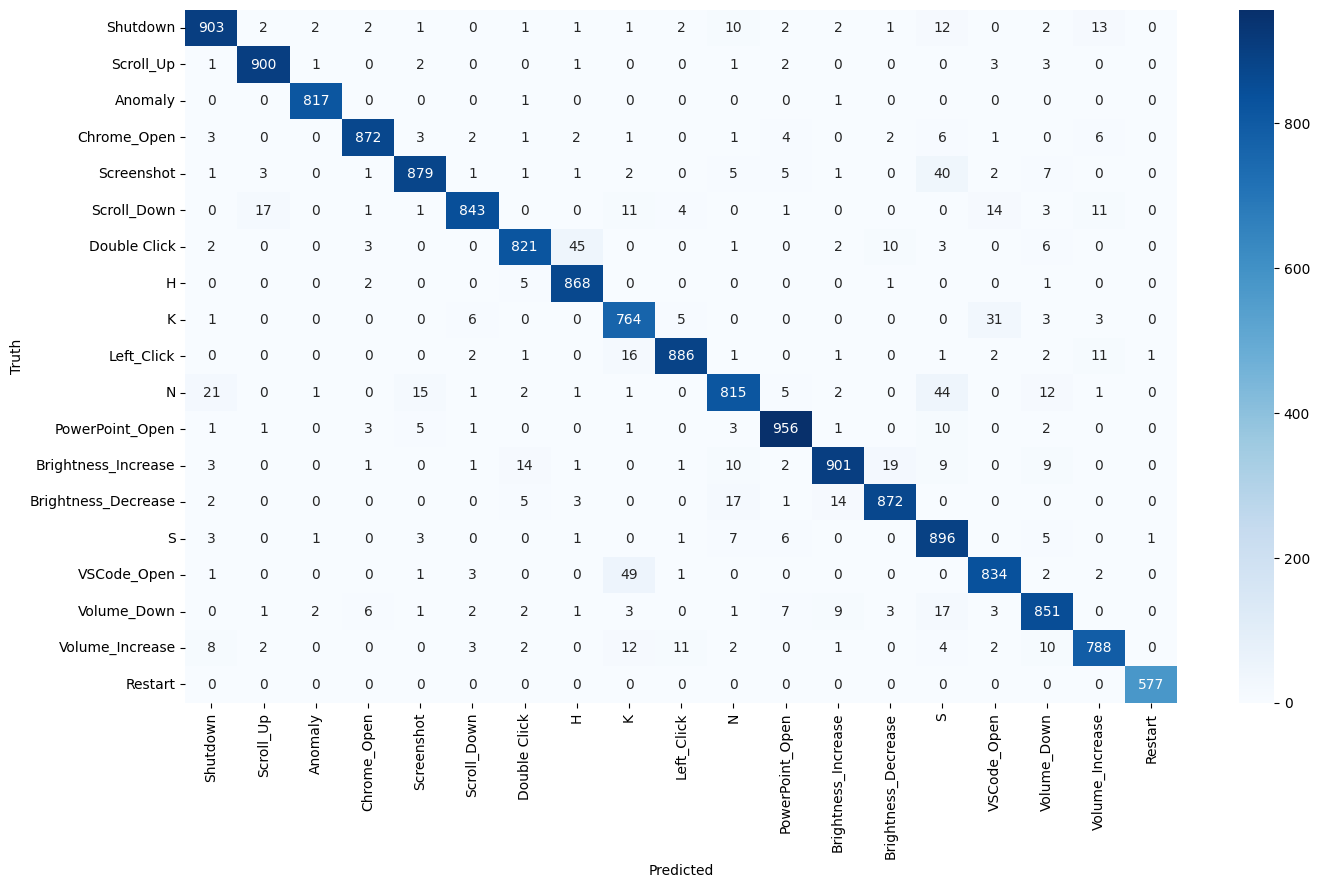 Shutdown 903 2 2 2 1 0 1 1 1 2 10 2 2 1 12 0 2 13 0
Scroll_Up 1 900 1 0 2 0 0 1 0 0 1 2 0 0 0 3 3 0 0
Anomaly 0 0 817 0 0 0 1 0 0 0 0 0 1 0 0 0 0 0 0
Chrome_Open 3 0 0 872 3 2 1 2 1 0 1 4 0 2 6 1 0 6 0
Screenshot 1 3 0 1 879 1 1 1 2 0 5 5 1 0 40 2 7 0 0
Scroll_Down 0 17 0 1 1 843 0 0 11 4 0 1 0 0 0 14 3 11 0
Double Click 2 0 0 3 0 0 821 45 0 0 1 0 2 10 3 0 6 0 0
H 0 0 0 2 0 0 5 868 0 0 0 0 0 1 0 0 1 0 0
K 1 0 0 0 0 6 0 0 764 5 0 0 0 0 0 31 3 3 0
Left_Click 0 0 0 0 0 2 1 0 16 886 1 0 1 0 1 2 2 11 1
N 21 0 1 0 15 1 2 1 1 0 815 5 2 0 44 0 12 1 0
PowerPoint_Open 1 1 0 3 5 1 0 0 1 0 3 956 1 0 10 0 2 0 0
Brightness_Increase 3 0 0 1 0 1 14 1 0 1 10 2 901 19 9 0 9 0 0
Brightness_Decrease 2 0 0 0 0 0 5 3 0 0 17 1 14 872 0 0 0 0 0
S 3 0 1 0 3 0 0 1 0 1 7 6 0 0 896 0 5 0 1
VSCode_Open 1 0 0 0 1 3 0 0 49 1 0 0 0 0 0 834 2 2 0
Volume_Down 0 1 2 6 1 2 2 1 3 0 1 7 9 3 17 3 851 0 0
Volume_Increase 8 2 0 0 0 3 2 0 12 11 2 0 1 0 4 2 10 788 0
Restart 0 0 0 0 0 0 0 0 0 0 0 0 0 0 0 0 0 0 577
Truth
Shutdown
Scroll_Up
Anomaly
Chrome_Open
Screenshot
Scroll_Down
Double Click
H
K
Left_Click
N
PowerPoint_Open
Brightness_Increase
Brightness_Decrease
S
VSCode_Open
Volume_Down
Volume_Increase
Restart
Predicted
800
600
400
200
0